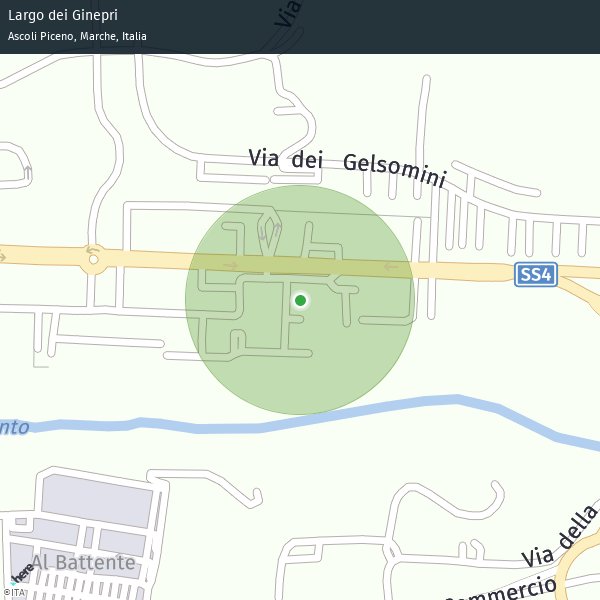 Largo dei Ginepri
Ascoli Piceno, Marche, Italia
Via
Via dei Gelsomini
SS4
nto
Al Battente
Via della
Commercio
here
©ITA